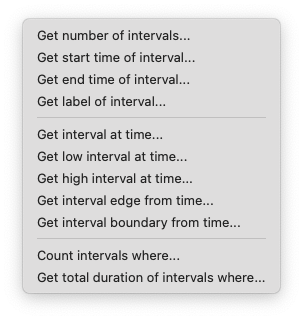 Get number of intervals...
Get start time of interval...
Get end time of interval...
Get label of interval...
Get interval at time...
Get low interval at time...
Get high interval at time...
Get interval edge from time...
Get interval boundary from time...
Count intervals where...
Get total duration of intervals where...